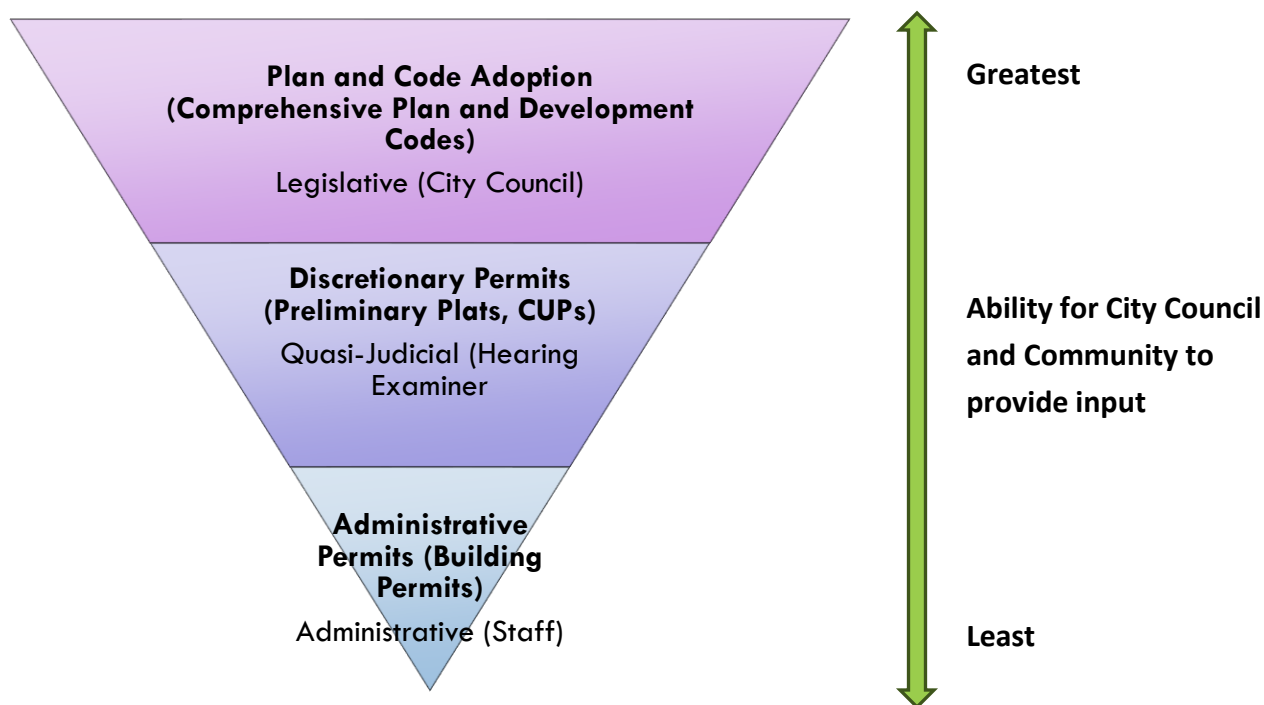 Plan and Code Adoption
(Comprehensive Plan and Development
Codes)
Legislative (City Council)
Discretionary Permits
(Preliminary Plats, CUPs)
Quasi-Judicial (Hearing
Examiner
Administrative
Permits (Building
Permits)
Administrative (Staff)
Greatest
Ability for City Council
and Community to
provide input
Least